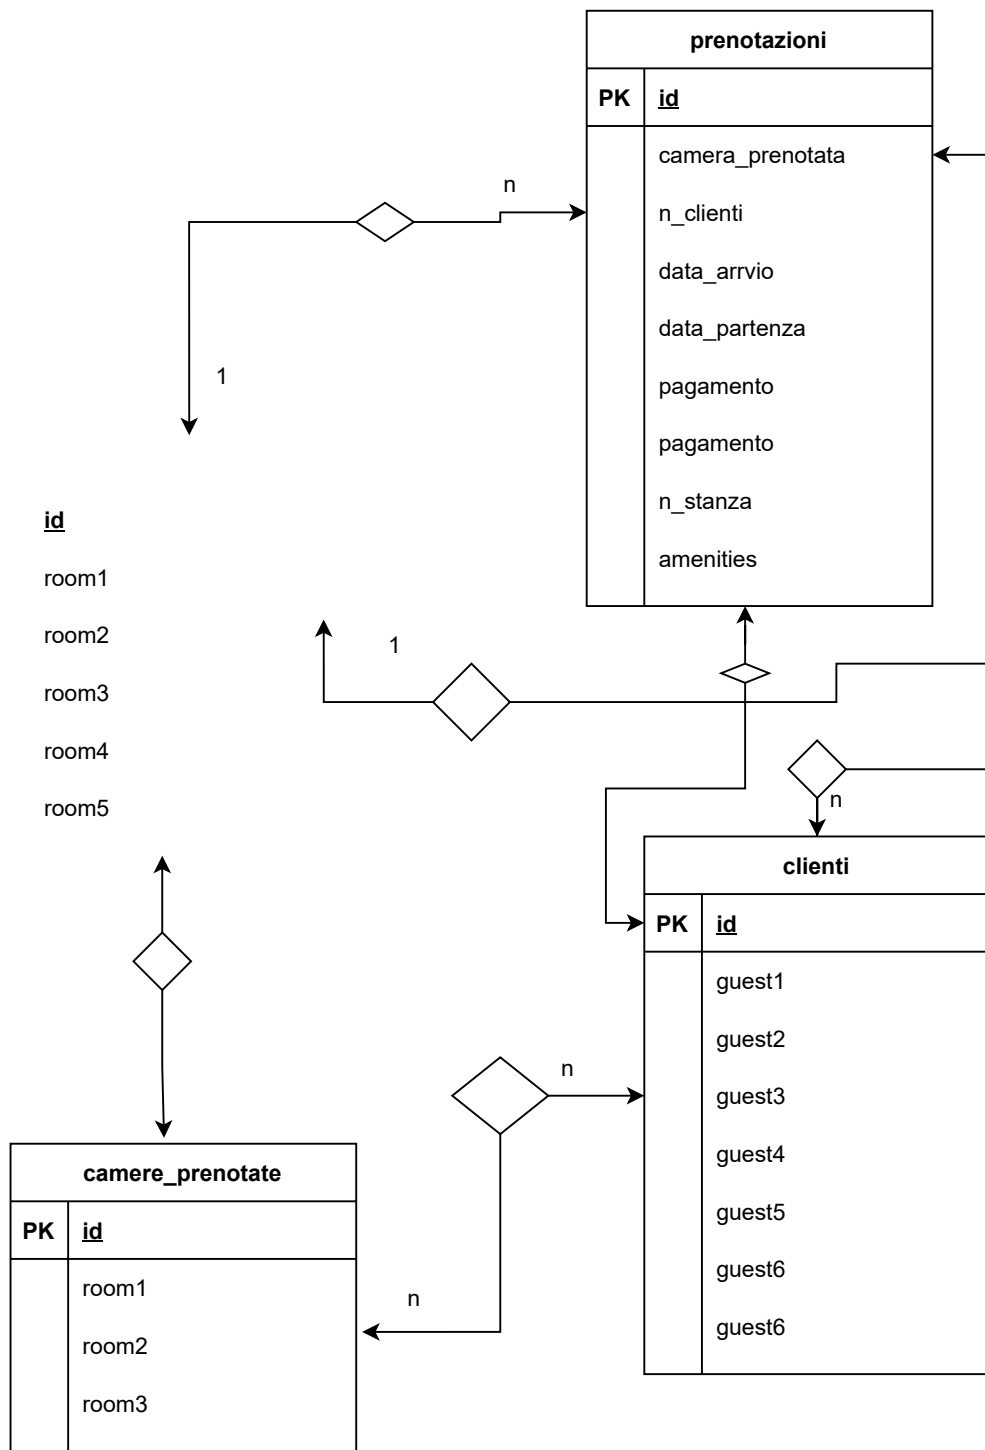 prenotazioni
PK id
camera_prenotata
n_clienti
data_arrvio
data_partenza
pagamento
pagamento
n_stanza
amenities
n
1
id
room1
room2
room3
room4
room5
1
n
clienti
PK id
guest1
guest2
guest3
guest4
guest5
guest6
guest6
n
n
camere_prenotate
PK id
room1
room2
room3